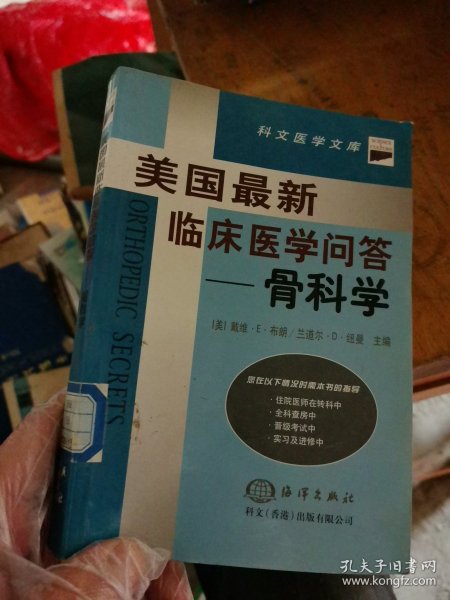 科文医学文库
美国最新
临床医学问答
—骨科学
[美] 戴维·E·布朗/兰道尔·D·纽曼 主编
ORTHOPEDIC SECRETS
您在以下情况时需本书的指导
·住院医师在转科中
·全科查房中
·晋级考试中
·实习及进修中
海洋出版社
科文(香港)出版有限公司
孔夫子旧书网
www.kongfz.com